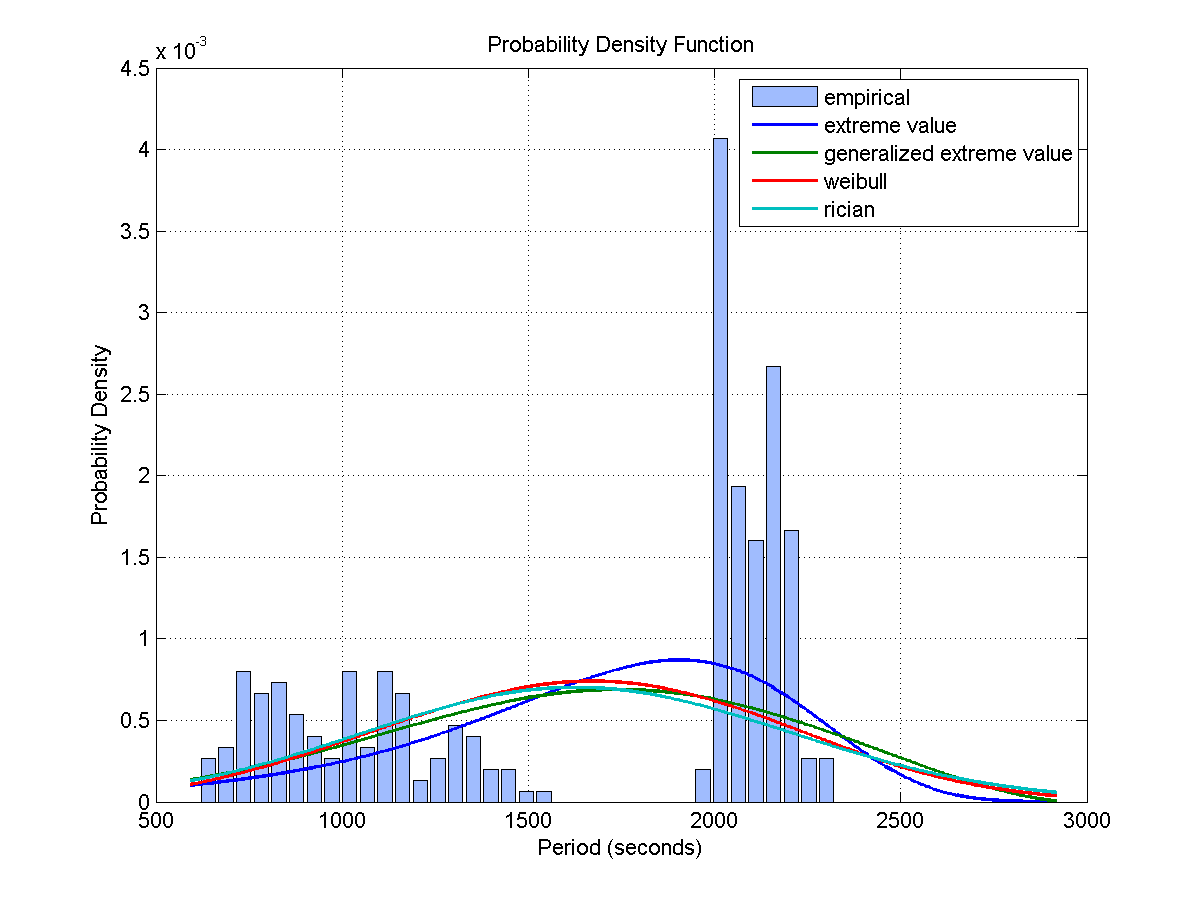 Probability Density Function
x 10-3
4.5
4
3.5
3
2.5
2
1.5
1
0.5
0
Probability Density
empirical
extreme value
generalized extreme value
weibull
rician
500 1000 1500 2000 2500 3000
Period (seconds)